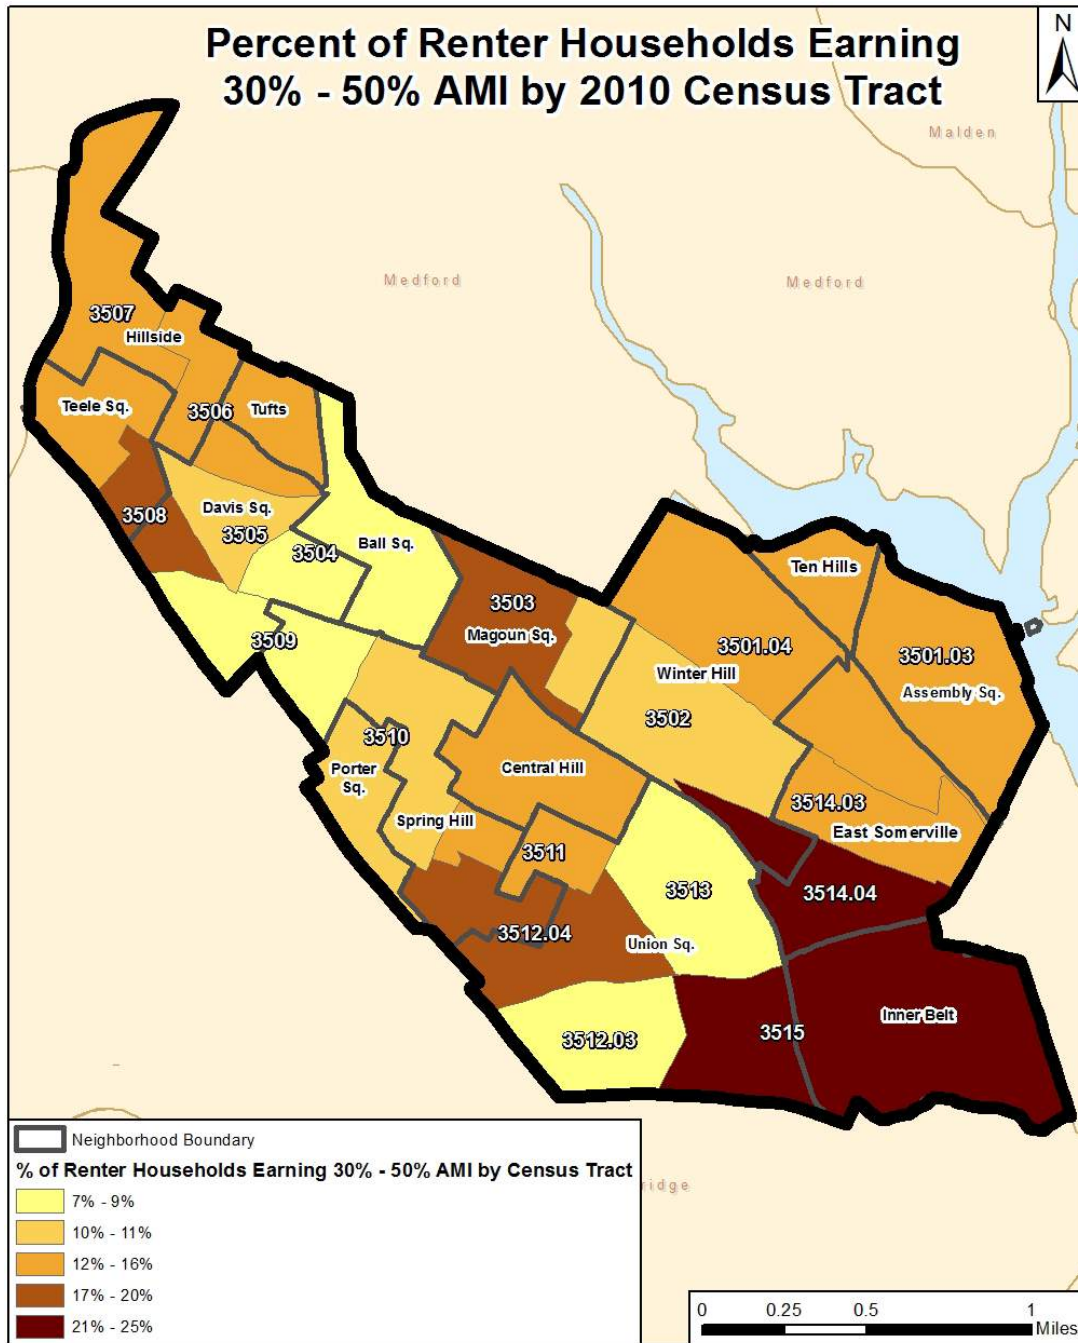 Percent of Renter Households Earning
30% - 50% AMI by 2010 Census Tract
N
Malden
Medford
Medford
3507
Hillside
Teele Sq.
3506
Tufts
3508
Davis Sq.
3505
3504
Ball Sq.
3503
Magoun Sq.
Ten Hills
3501.04
3501.03
Winter Hill
Assembly Sq.
3509
3502
3510
Porter
Sq.
Central Hill
Spring Hill
3514.03
East Somerville
3511
3513
3514.04
3512.04
Union Sq.
Inner Belt
3515
3512.03
ridge
Neighborhood Boundary
% of Renter Households Earning 30% - 50% AMI by Census Tract
7% - 9%
10% - 11%
12% - 16%
17% - 20%
21% - 25%
0 0.25 0.5 1
Miles